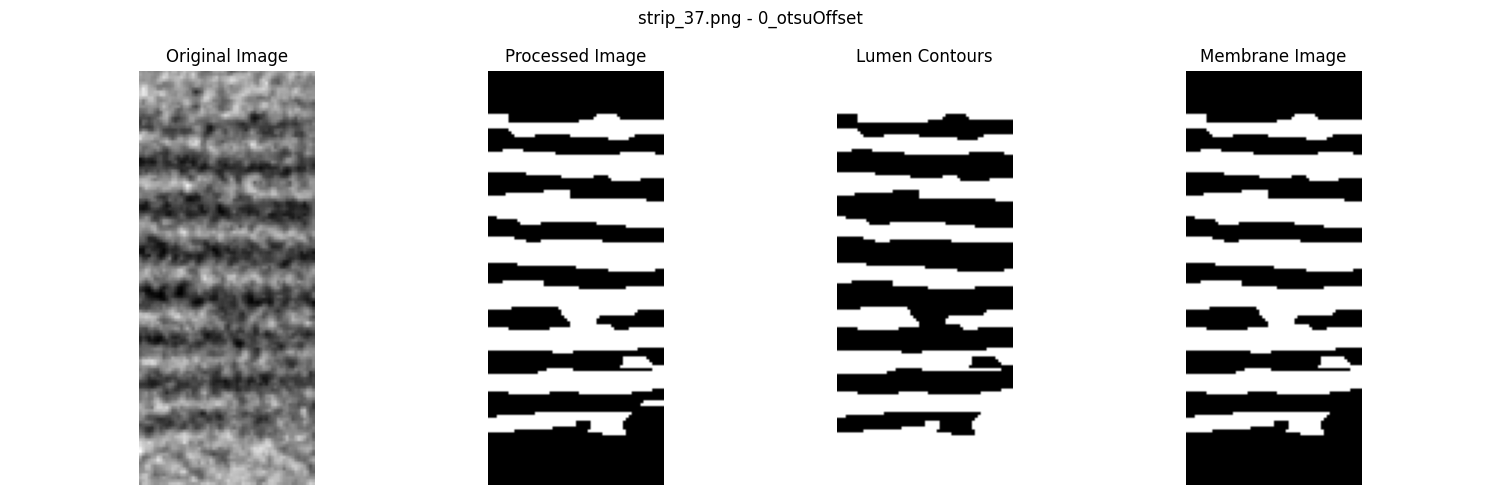 strip_37.png - 0_otsuOffset
Original Image
Processed Image
Lumen Contours
Membrane Image